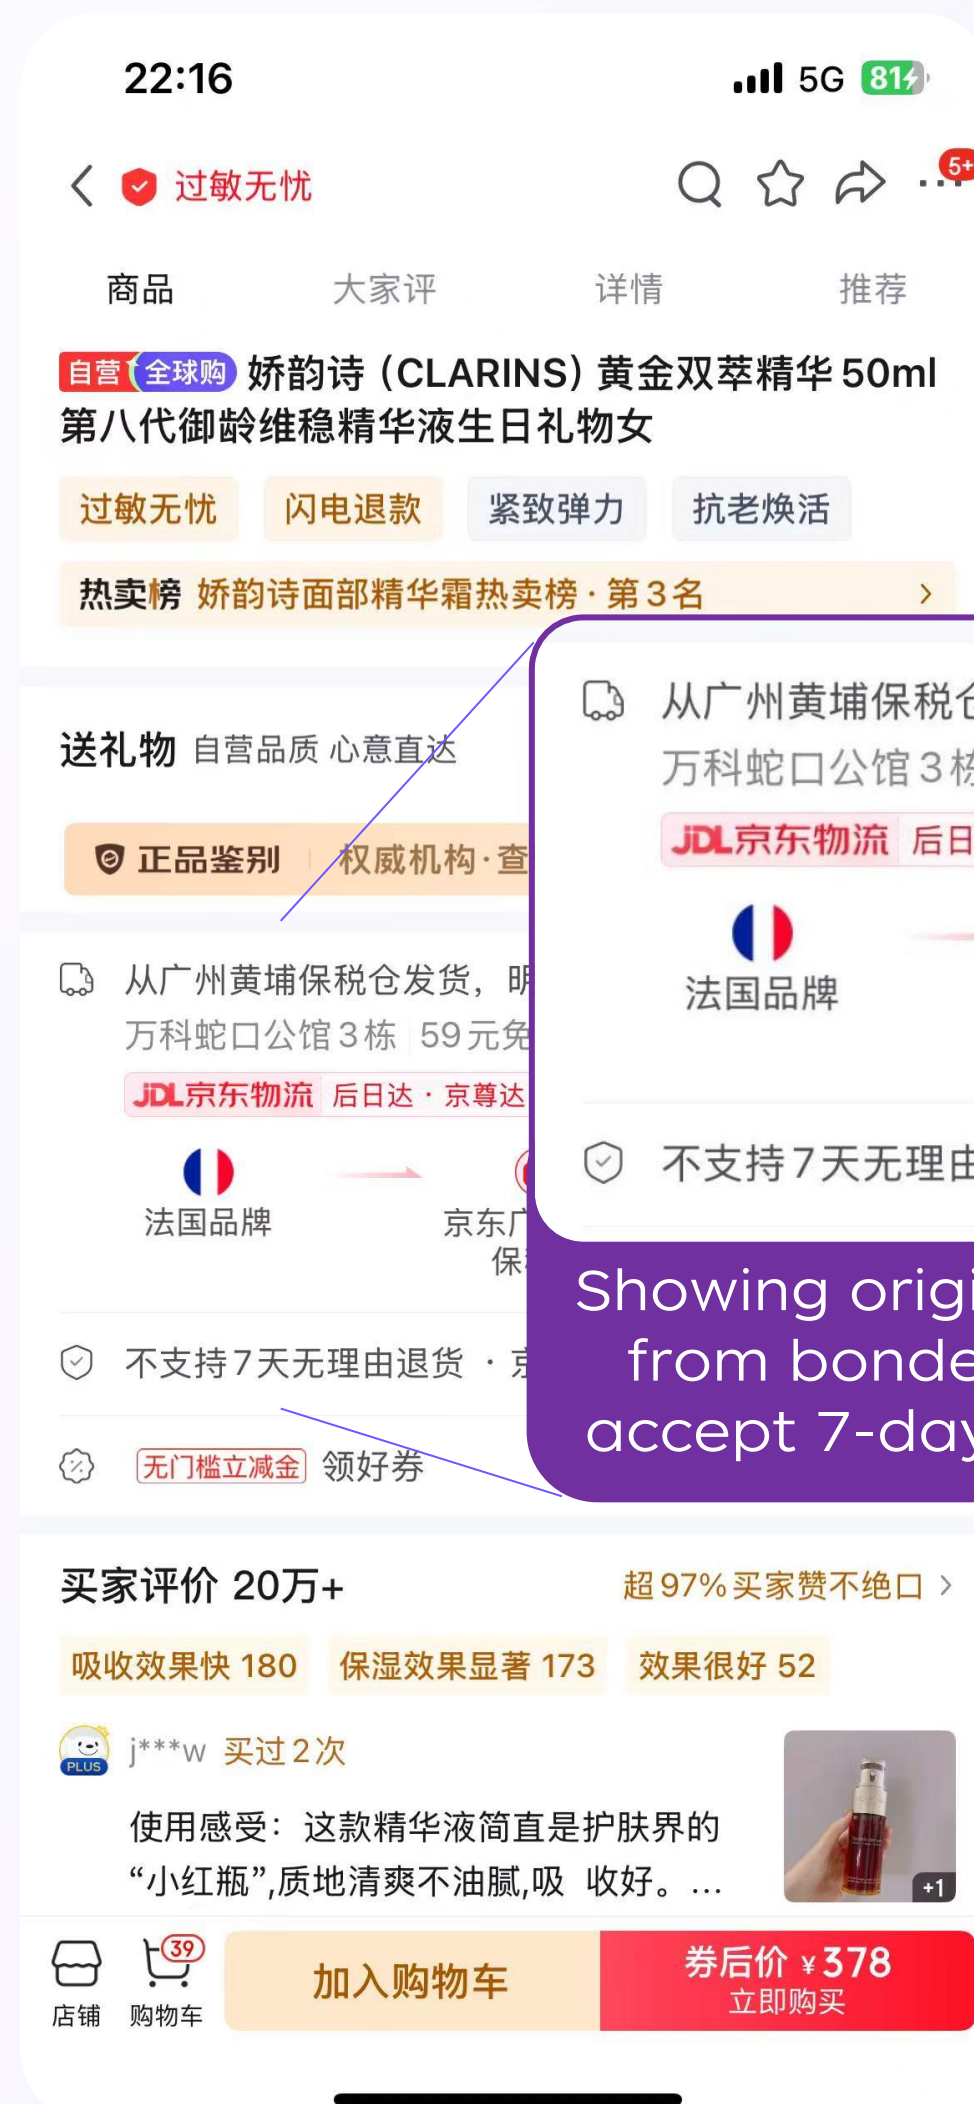 22:16
5G 81
过敏无忧
5+
商品 大家评 详情 推荐
自营 全球购 娇韵诗（CLARINS）黄金双萃精华50ml
第八代御龄维稳精华液生日礼物女
过敏无忧 闪电退款 紧致弹力 抗老焕活
热卖榜 娇韵诗面部精华霜热卖榜·第3名
送礼物 自营品质 心意直达
正品鉴别 权威机构·查
从广州黄埔保税仓发货，明
万科蛇口公馆3栋 59元免
JDL京东物流 后日达·京尊达
法国品牌
京东广
保
不支持7天无理由退货 · 京
无门槛立减金 领好券
从广州黄埔保税仓
万科蛇口公馆3栋
JDL京东物流 后日
法国品牌
不支持7天无理由
Showing origi
from bonde
accept 7-day
买家评价 20万+ 超97%买家赞不绝口
吸收效果快 180 保湿效果显著 173 效果很好 52
PLUS j***w 买过2次
使用感受：这款精华液简直是护肤界的
“小红瓶”,质地清爽不油腻,吸 收好。...
+1
店铺 购物车 39
加入购物车
券后价 ¥378
立即购买